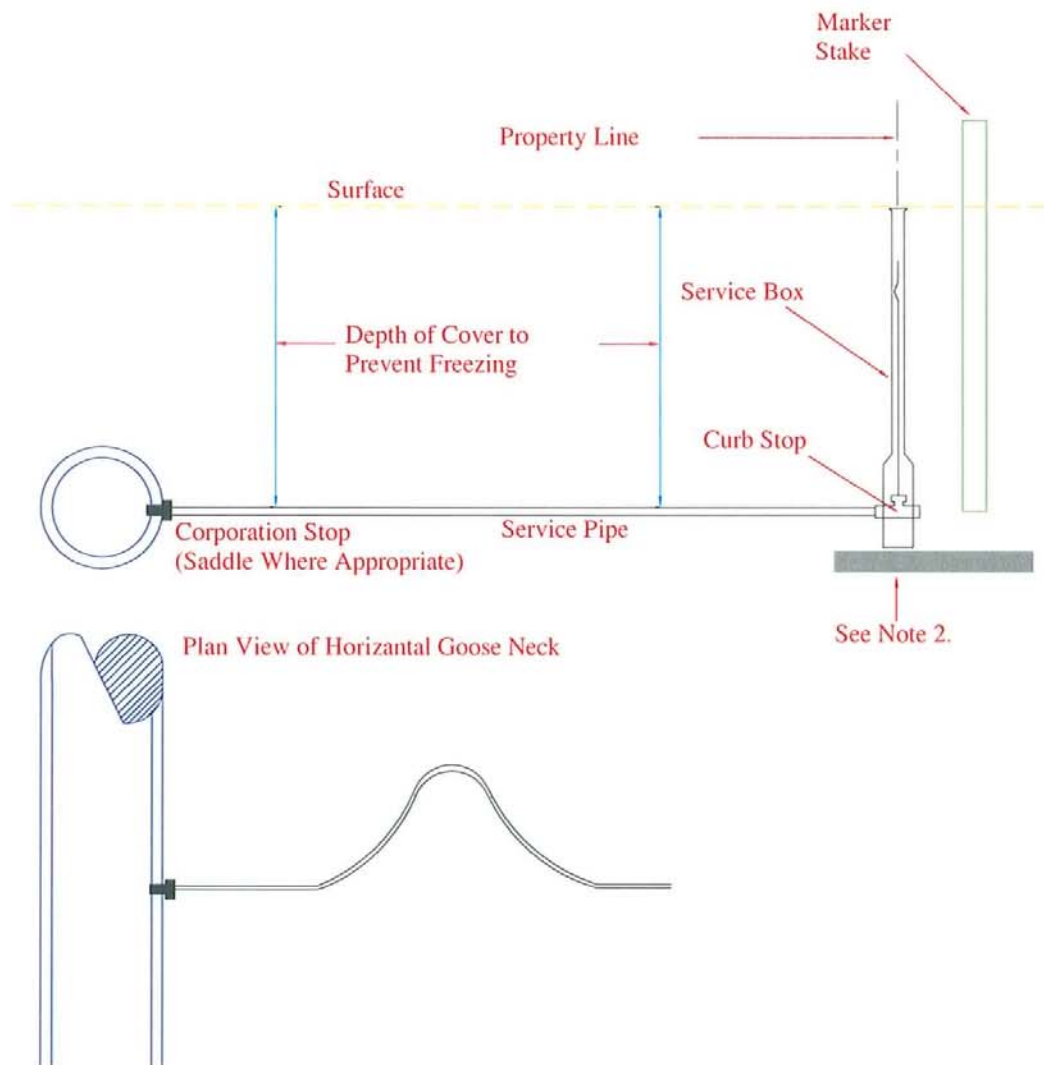 Marker
Stake
Property Line
Surface
Service Box
Depth of Cover to
Prevent Freezing
Curb Stop
Corporation Stop
(Saddle Where Appropriate)
Service Pipe
See Note 2.
Plan View of Horizantal Goose Neck